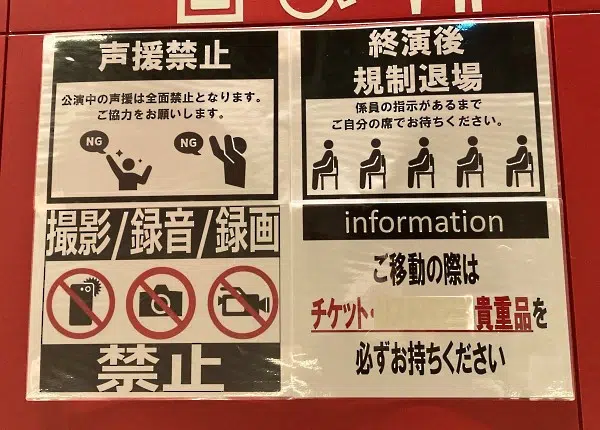 声援禁止
公演中の声援は全面禁止となります。
ご協力をお願いします。
NG
NG
終演後
規制退場
係員の指示があるまで
ご自分の席でお待ちください。
撮影/録音/録画
禁止
information
ご移動の際は
チケット・貴重品を
必ずお持ちください